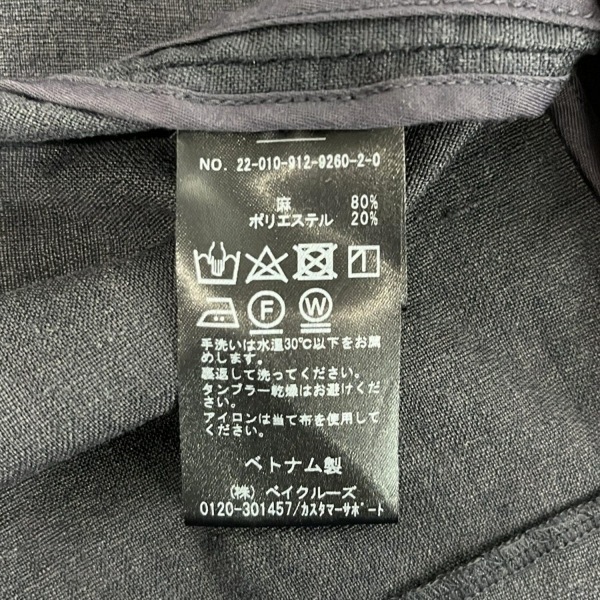 NO. 22-010-912-9260-2-0
麻 80%
ポリエステル 20%
F W
手洗いは水温30℃以下をお薦
めします。
裏返して洗ってください。
タンブラー乾燥はお避けくだ
さい。
アイロンは当て布を使用して
ください。
ベトナム製
(株) ベイクルーズ
0120-301457/カスタマーサポート